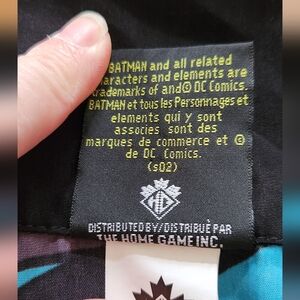 BATMAN and all related
characters and elements are
trademarks of and © DC Comics.
BATMAN et tous les Personnages et
elements qui y sont
associes sont des
marques de commerce et ©
de DC Comics.
(s02)
DISTRIBUTED BY/DISTRIBUÈ PAR
THE HOME GAME INC.